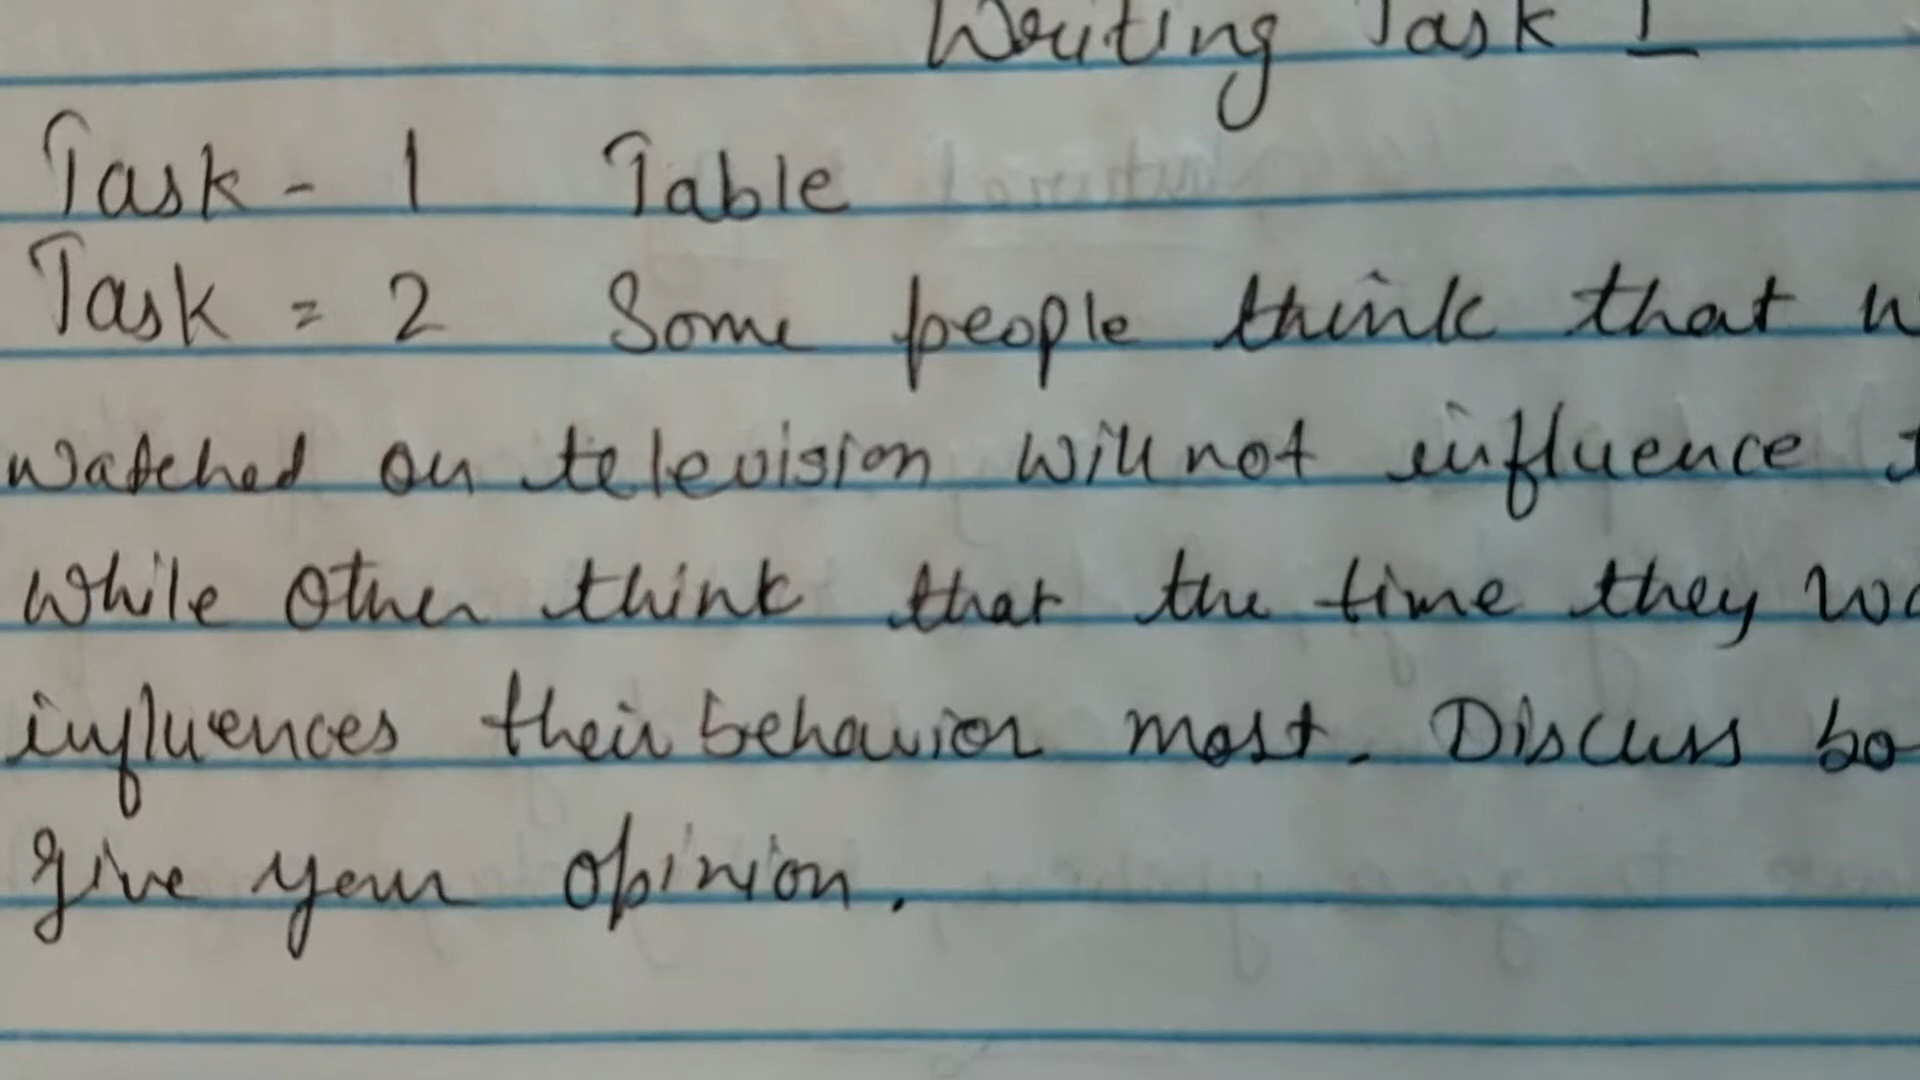 Writing Task 1
Task - 1 Table
Task = 2 Some people think that
watched on television will not influence
while other think that the time they
influences their behavior most. Discuss
give your opinion.